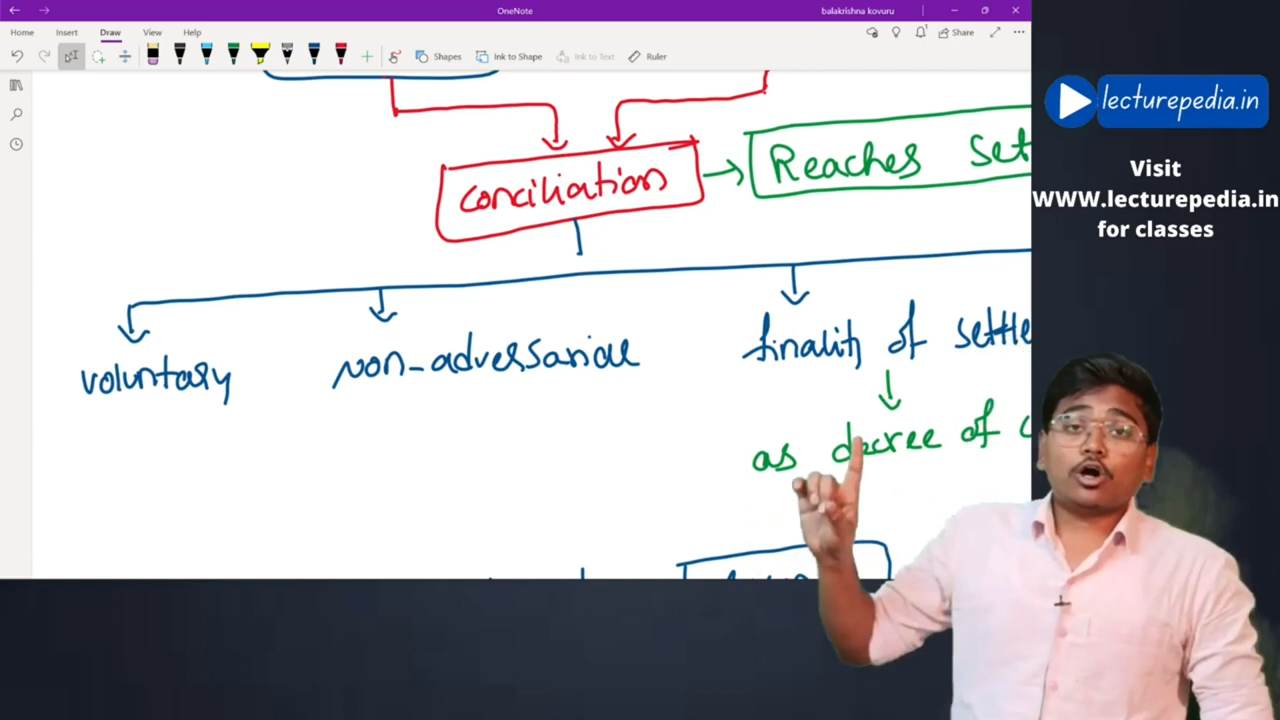 OneNote
balakrishna kovuru
Home Insert Draw View Help
Share
Shapes Ink to Shape Ink to Text Ruler
lecturepedia.in
Visit
WWW.lecturepedia.in
for classes
conciliation
Reaches Set
voluntary
Non-adversarial
finality of settle
as decree of c